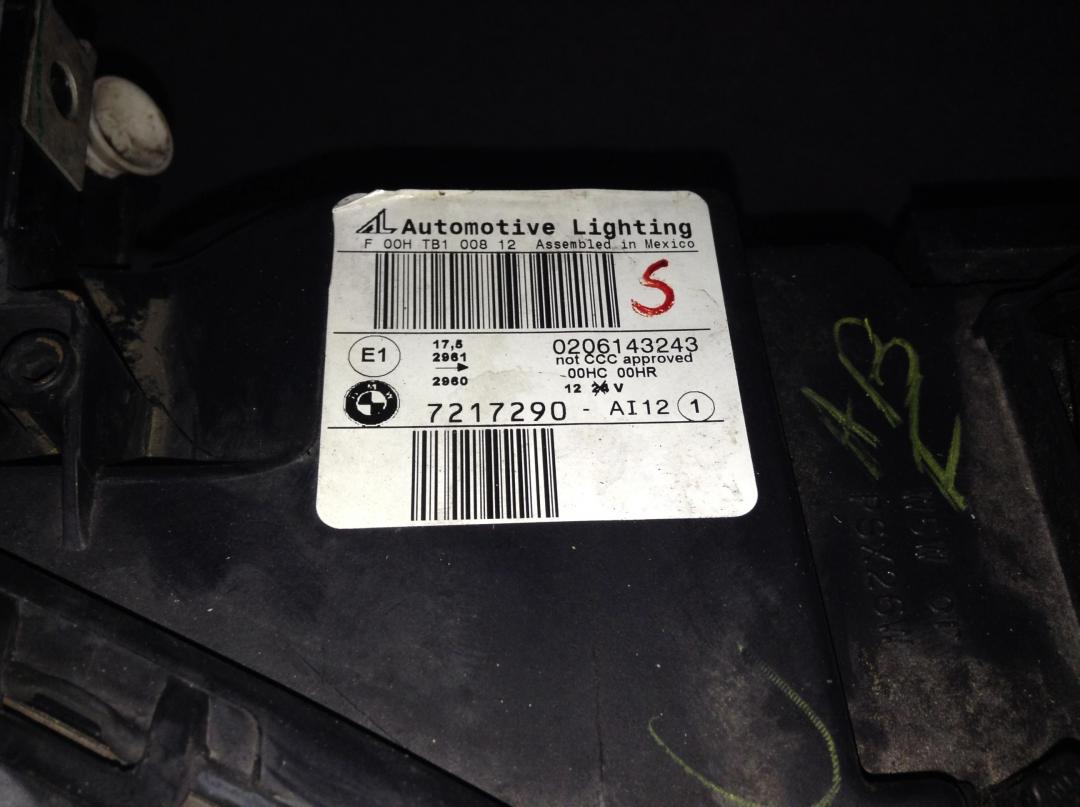 AL Automotive Lighting
F 00H TB1 008 12 Assembled in Mexico
S
E1
17,5
2961
2960
0206143243
not CCC approved
00HC 00HR
12 24 V
7217290 - AI12 1